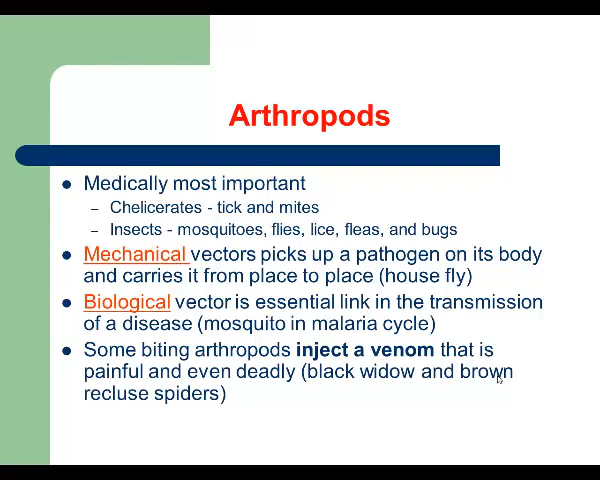 Arthropods
● Medically most important
– Chelicerates - tick and mites
– Insects - mosquitoes, flies, lice, fleas, and bugs
● Mechanical vectors picks up a pathogen on its body
and carries it from place to place (house fly)
● Biological vector is essential link in the transmission
of a disease (mosquito in malaria cycle)
● Some biting arthropods inject a venom that is
painful and even deadly (black widow and brown
recluse spiders)